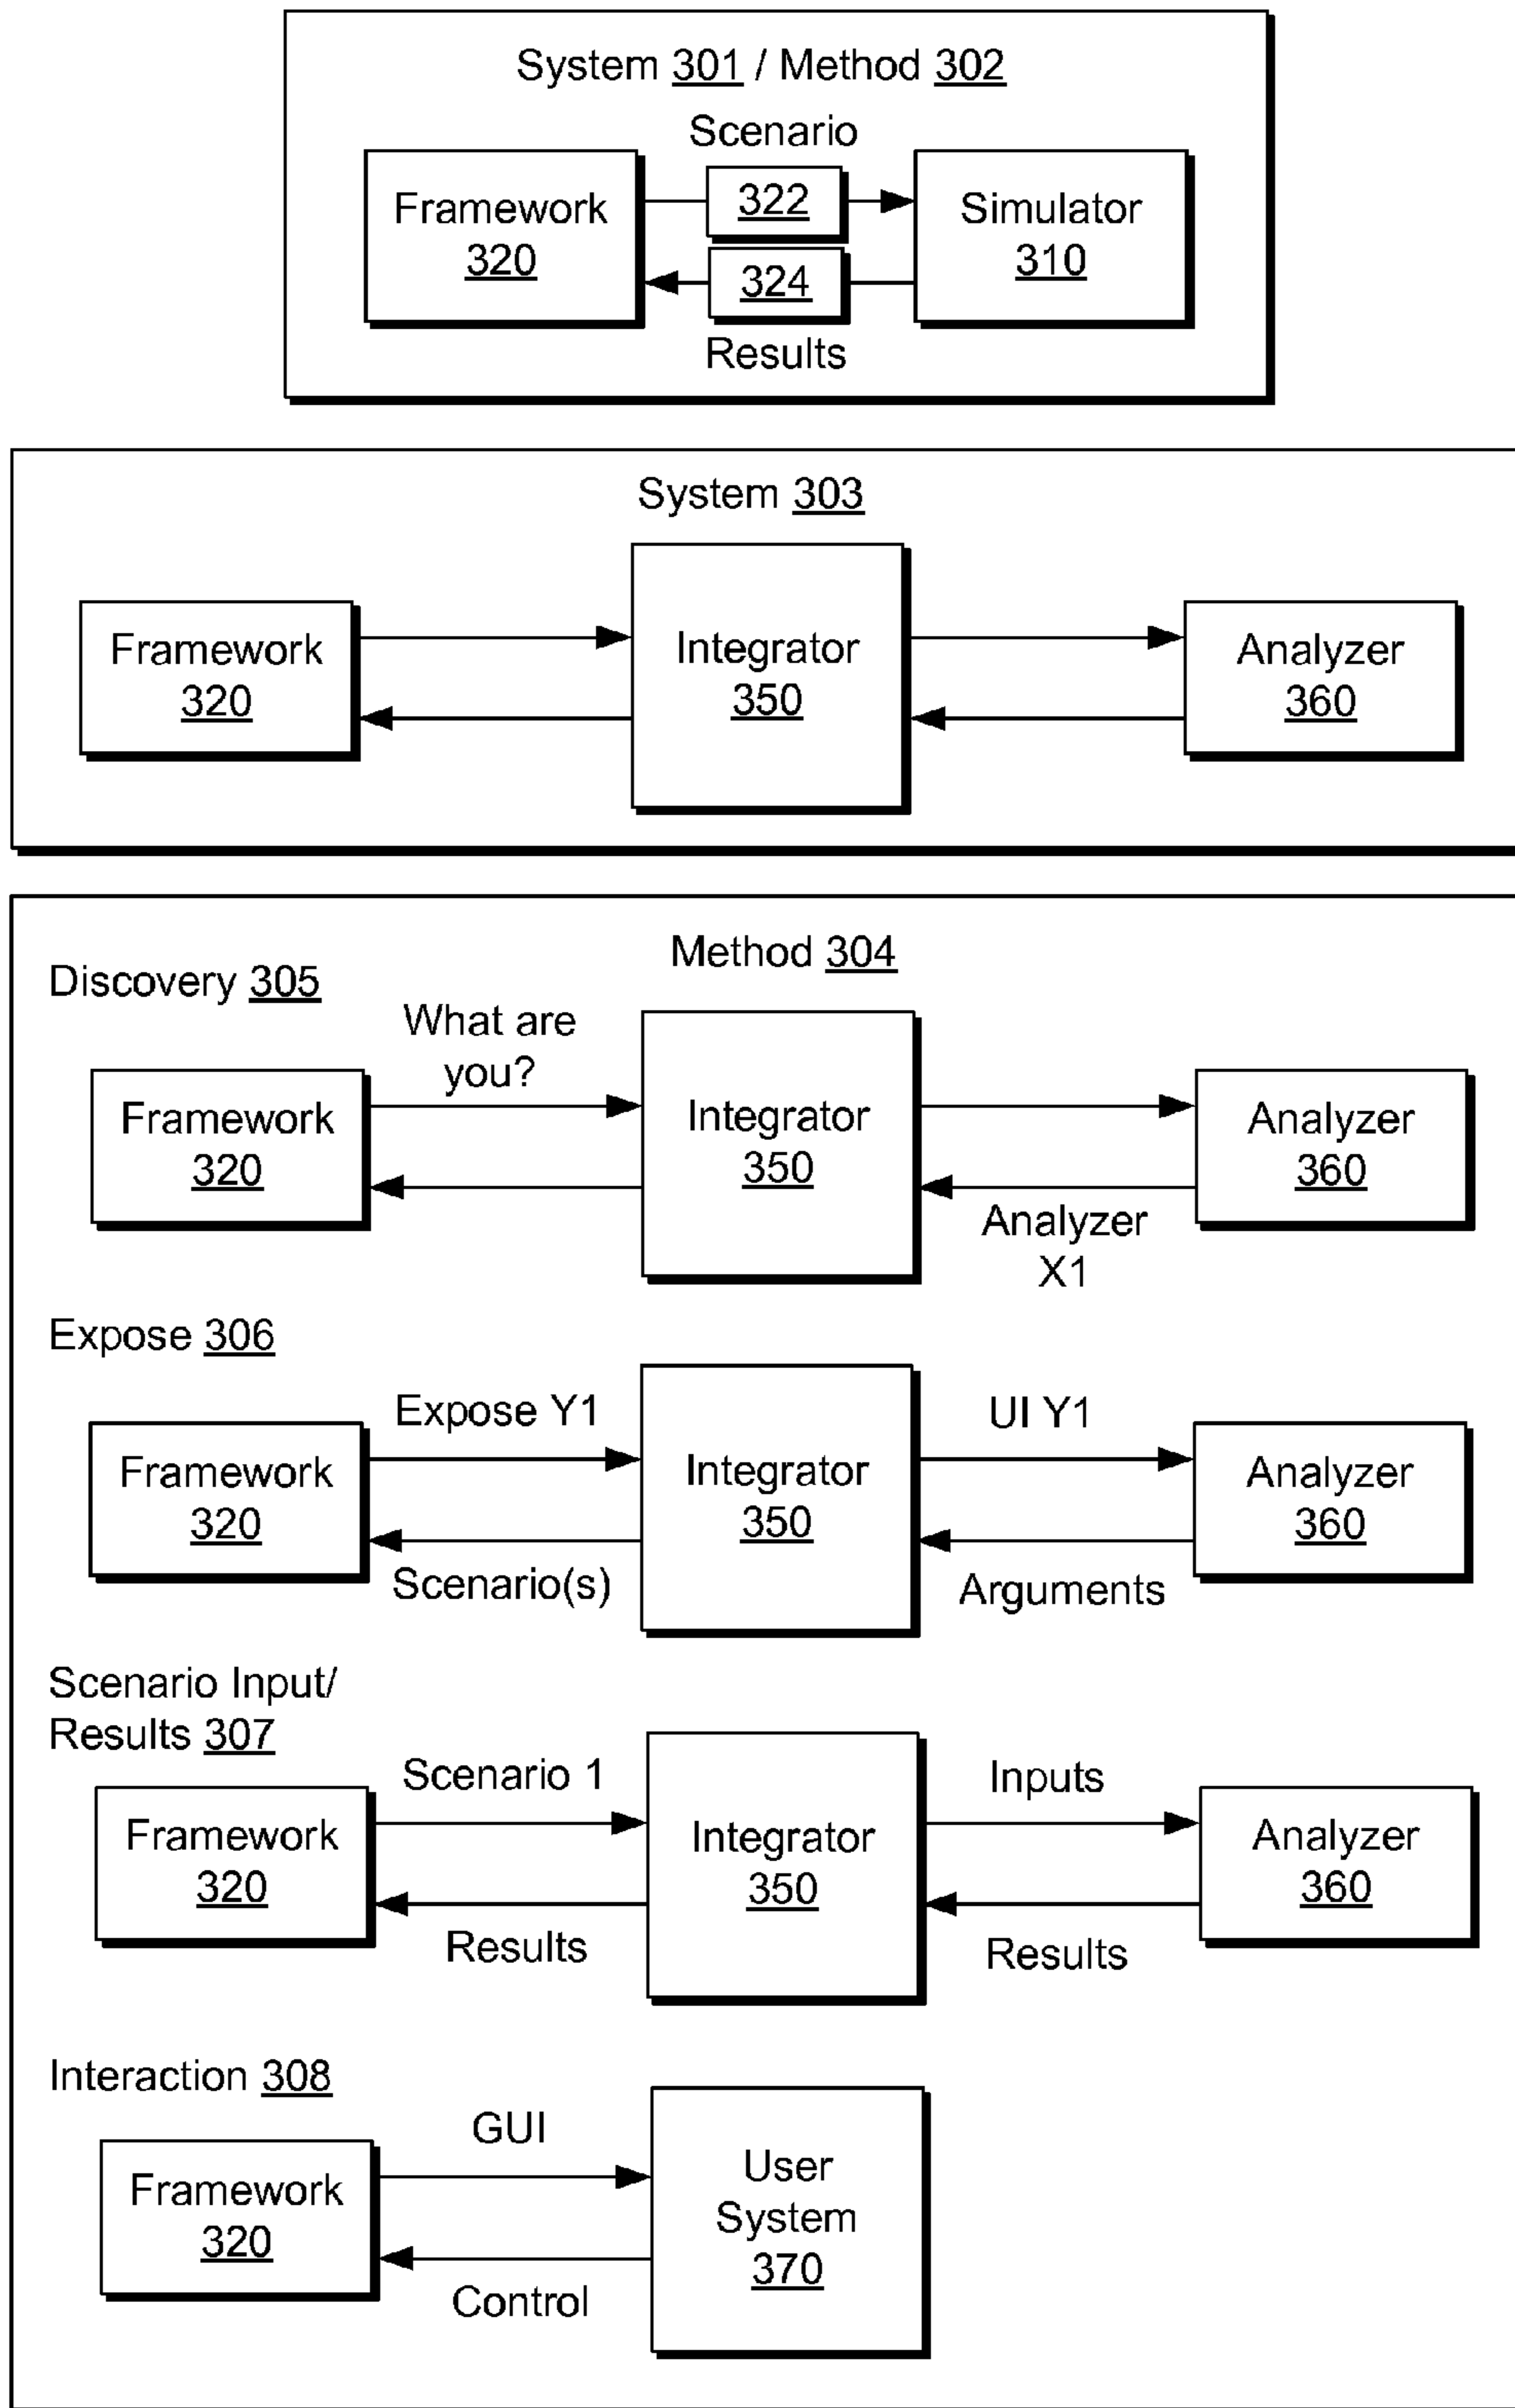 System 301 / Method 302
Scenario
Framework
320
322
Simulator
310
324
Results
System 303
Framework
320
Integrator
350
Analyzer
360
Method 304
Discovery 305
What are
you?
Framework
320
Integrator
350
Analyzer
360
Analyzer
X1
Expose 306
Expose Y1
UI Y1
Framework
320
Integrator
350
Analyzer
360
Scenario(s)
Arguments
Scenario Input/
Results 307
Scenario 1
Inputs
Framework
320
Integrator
350
Analyzer
360
Results
Results
Interaction 308
GUI
Framework
320
User
System
370
Control